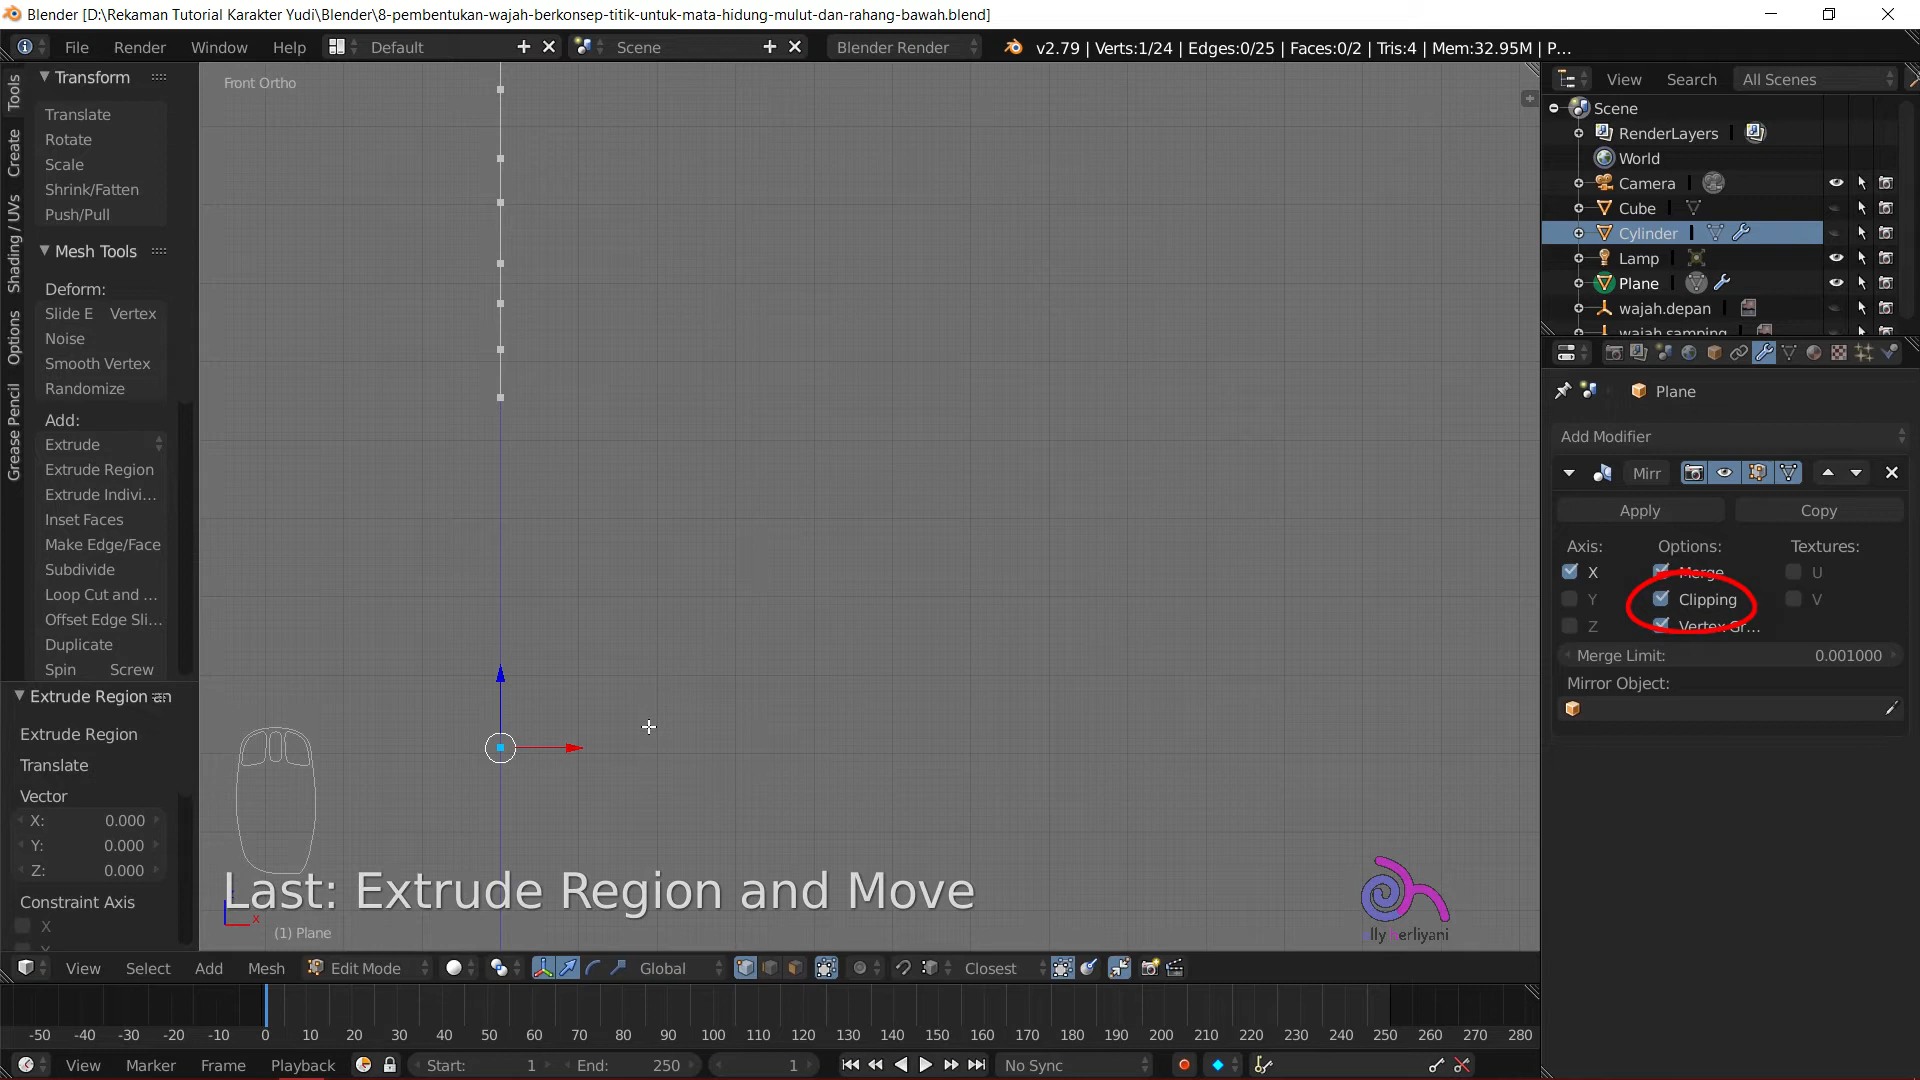 Blender [D:\Rekaman Tutorial Karakter Yudi\Blender\8-pembentukan-wajah-berkonsep-titik-untuk-mata-hidung-mulut-dan-rahang-bawah.blend]
File Render Window Help Default Scene Blender Render v2.79 | Verts:1/24 | Edges:0/25 | Faces:0/2 | Tris:4 | Mem:32.95M | P...
Tools
Create
Shading / UVs
Options
Grease Pencil
Transform
Translate
Rotate
Scale
Shrink/Fatten
Push/Pull
Mesh Tools
Deform:
Slide E Vertex
Noise
Smooth Vertex
Randomize
Add:
Extrude
Extrude Region
Extrude Indivi...
Inset Faces
Make Edge/Face
Subdivide
Loop Cut and ...
Offset Edge Sli...
Duplicate
Spin Screw
Extrude Region an
Extrude Region
Translate
Vector
X: 0.000
Y: 0.000
Z: 0.000
Constraint Axis
X
Front Ortho
Last: Extrude Region and Move
x
(1) Plane
lly berliyani
View Search All Scenes
Scene
RenderLayers
World
Camera
Cube
Cylinder
Lamp
Plane
wajah.depan
wajah.samping
Plane
Add Modifier
Mirr
Apply Copy
Axis: Options: Textures:
X Merge U
Y Clipping V
Z Vertex Gr...
Merge Limit: 0.001000
Mirror Object:
View Select Add Mesh Edit Mode Global Closest
-50 -40 -30 -20 -10 0 10 20 30 40 50 60 70 80 90 100 110 120 130 140 150 160 170 180 190 200 210 220 230 240 250 260 270 280
View Marker Frame Playback Start: 1 End: 250 1 No Sync